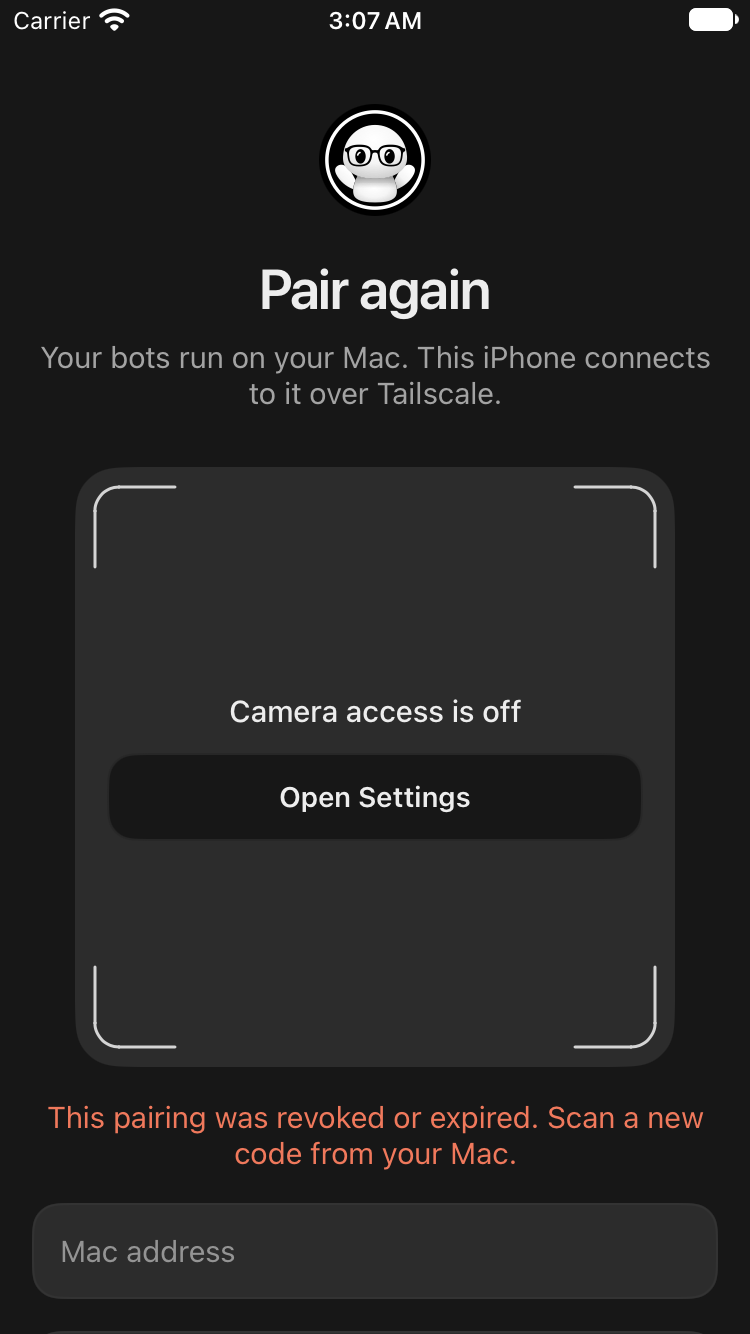 Carrier 3:07 AM
Pair again
Your bots run on your Mac. This iPhone connects
to it over Tailscale.
Camera access is off
Open Settings
This pairing was revoked or expired. Scan a new
code from your Mac.
Mac address